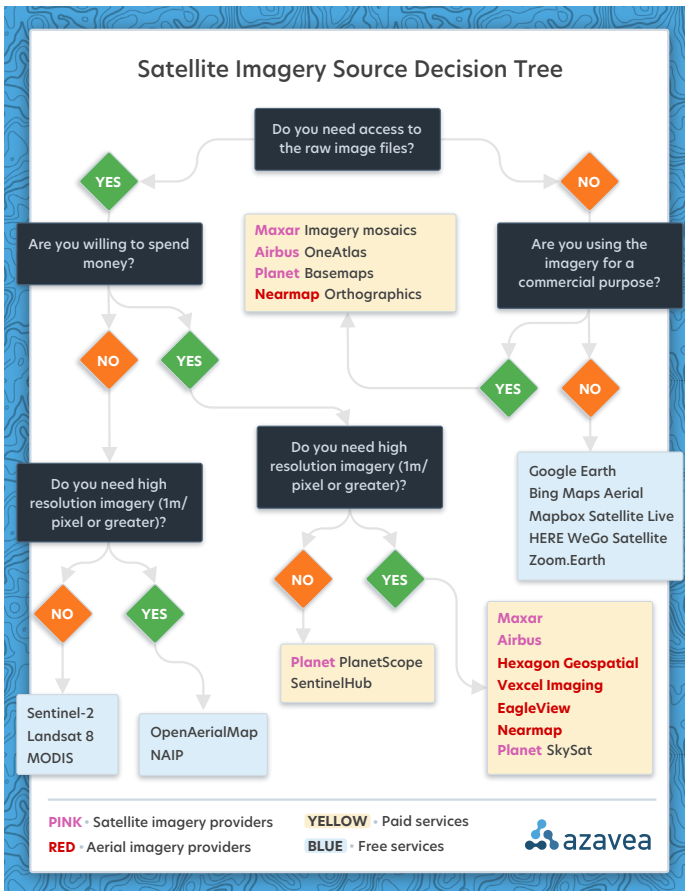 Satellite Imagery Source Decision Tree
Do you need access to
the raw image files?
YES
NO
Are you willing to spend
money?
Maxar Imagery mosaics
Airbus OneAtlas
Planet Basemaps
Nearmap Orthographics
Are you using the
imagery for a
commercial purpose?
NO
YES
YES
NO
Do you need high
resolution imagery (1m/
pixel or greater)?
Do you need high
resolution imagery (1m/
pixel or greater)?
Google Earth
Bing Maps Aerial
Mapbox Satellite Live
HERE WeGo Satellite
Zoom.Earth
NO
YES
NO
YES
Sentinel-2
Landsat 8
MODIS
OpenAerialMap
NAIP
Planet PlanetScope
SentinelHub
Maxar
Airbus
Hexagon Geospatial
Vexcel Imaging
EagleView
Nearmap
Planet SkySat
PINK • Satellite imagery providers
RED • Aerial imagery providers
YELLOW • Paid services
BLUE • Free services
azavea